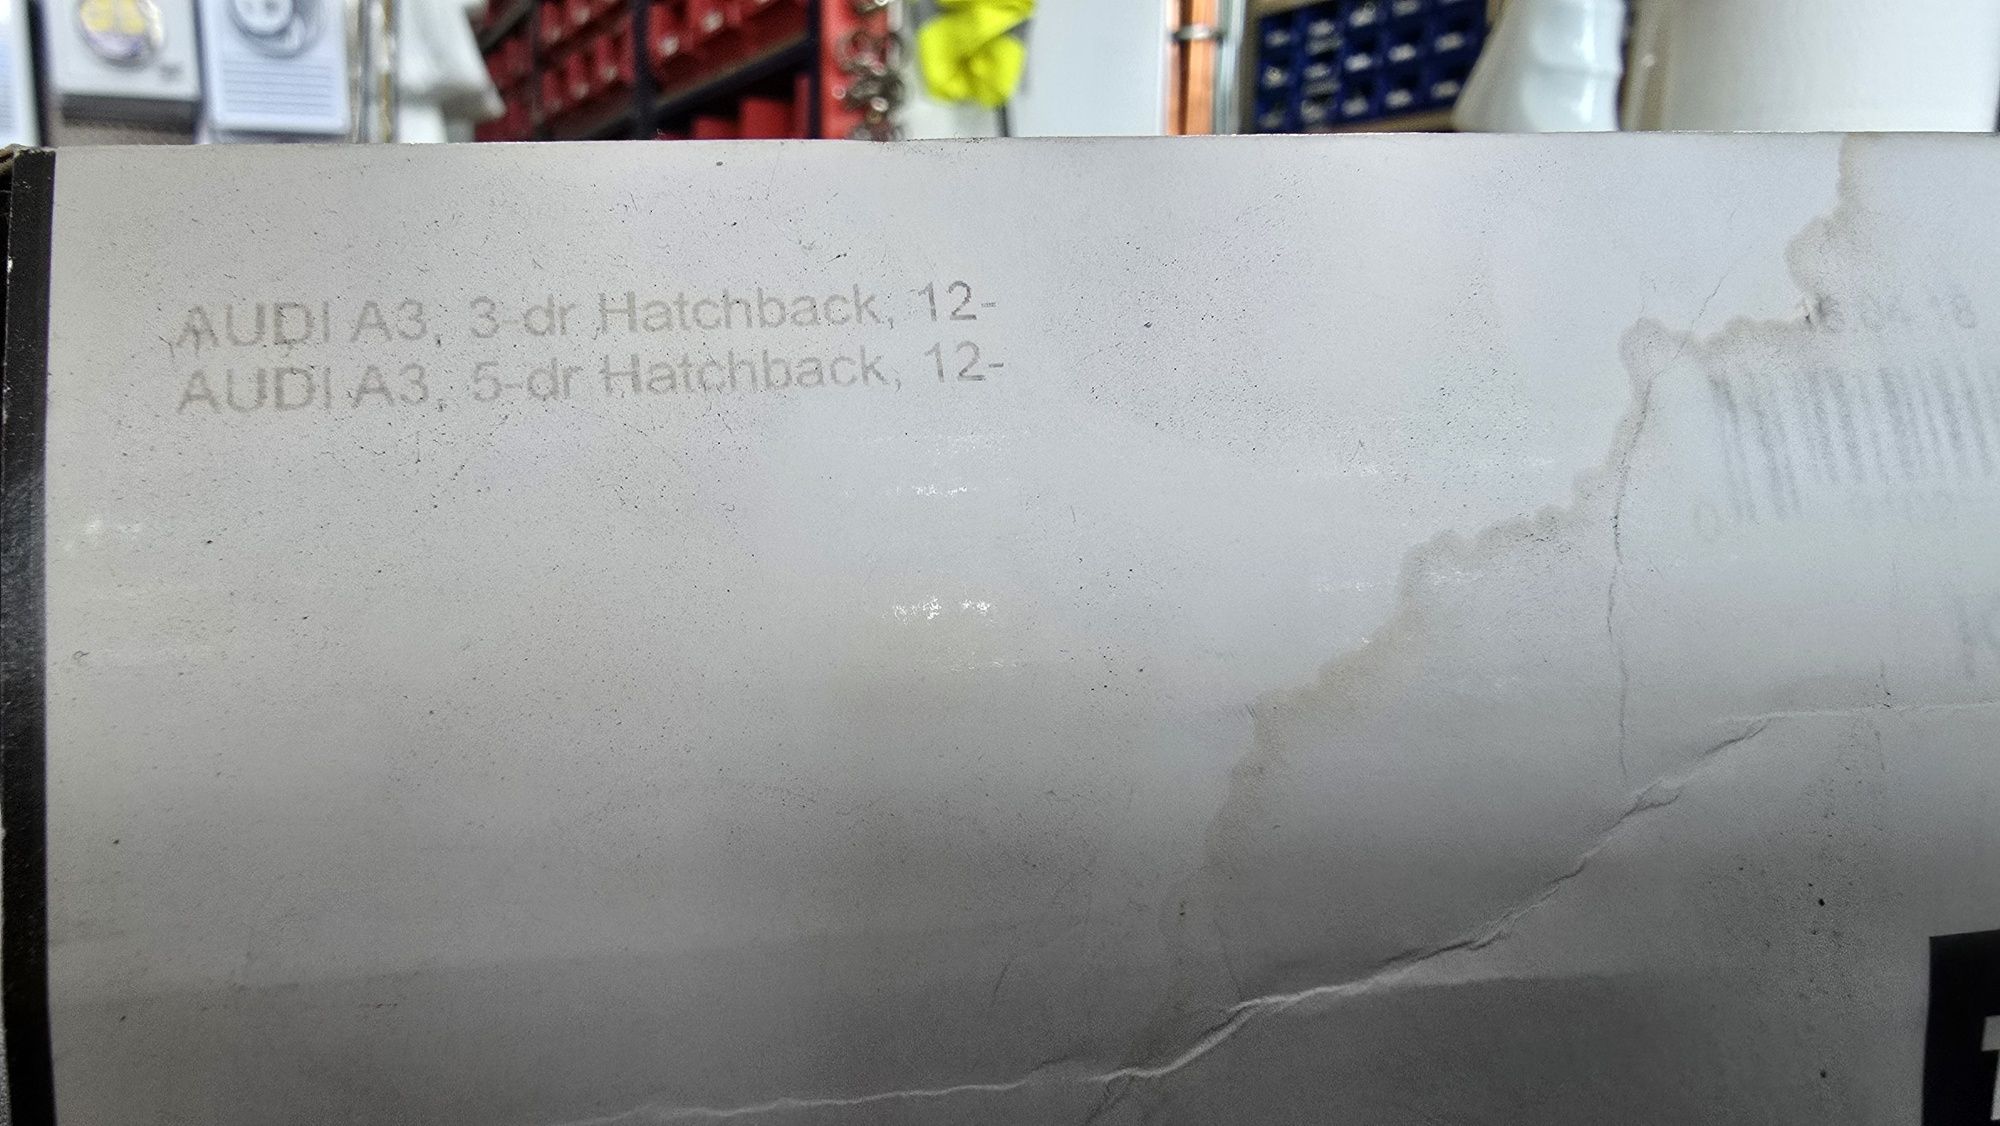 AUDI A3, 3-dr Hatchback, 12-
AUDI A3, 5-dr Hatchback, 12-